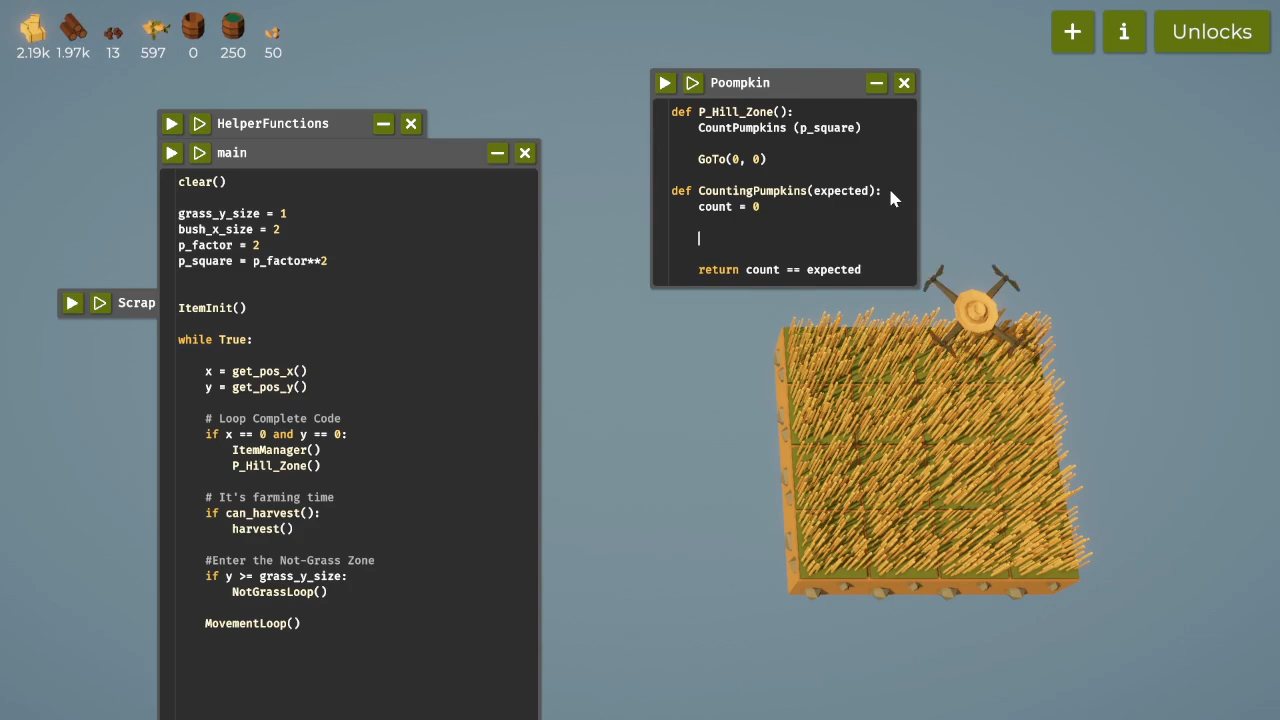 2.19k 1.97k 13 597 0 250 50
+ i Unlocks
HelperFunctions
main
clear()
grass_y_size = 1
bush_x_size = 2
p_factor = 2
p_square = p_factor**2
ItemInit()
while True:
x = get_pos_x()
y = get_pos_y()
# Loop Complete Code
if x == 0 and y == 0:
ItemManager()
P_Hill_Zone()
# It's farming time
if can_harvest():
harvest()
#Enter the Not-Grass Zone
if y >= grass_y_size:
NotGrassLoop()
MovementLoop()
Scrap
Poompkin
def P_Hill_Zone():
CountPumpkins (p_square)
GoTo(0, 0)
def CountingPumpkins(expected):
count = 0
return count == expected